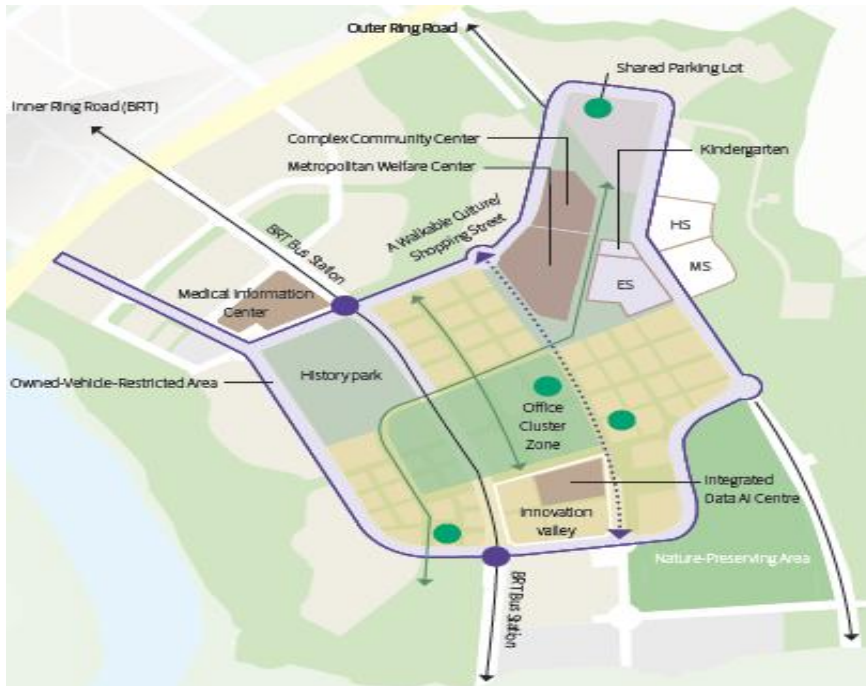 Outer Ring Road
Shared Parking Lot
Inner Ring Road (BRT)
Complex Community Center
Metropolitan Welfare Center
Kindergarten
A Walkable Culture/
Shopping Street
BRT Bus Station
HS
MS
ES
Medical Information
Center
Owned-Vehicle-Restricted Area
History park
Office
Cluster
Zone
Integrated
Data AI Centre
Innovation
valley
Nature-Preserving Area
BRT Bus Station